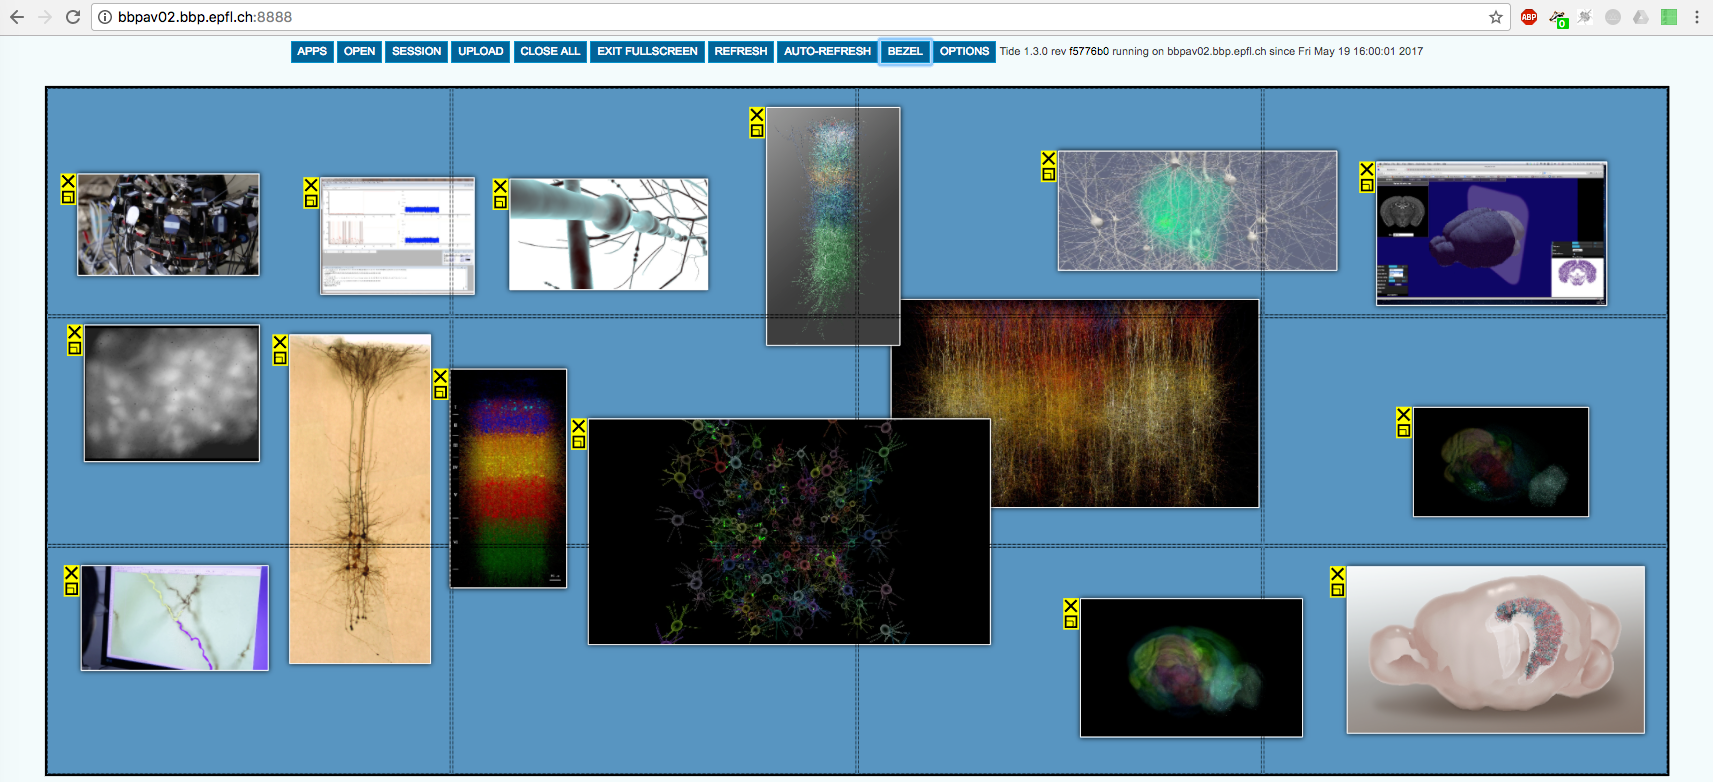 bbpav02.bbp.epfl.ch:8888
ABP
0
APPS OPEN SESSION UPLOAD CLOSE ALL EXIT FULLSCREEN REFRESH AUTO-REFRESH BEZEL OPTIONS Tide 1.3.0 rev f5776b0 running on bbpav02.bbp.epfl.ch since Fri May 19 16:00:01 2017